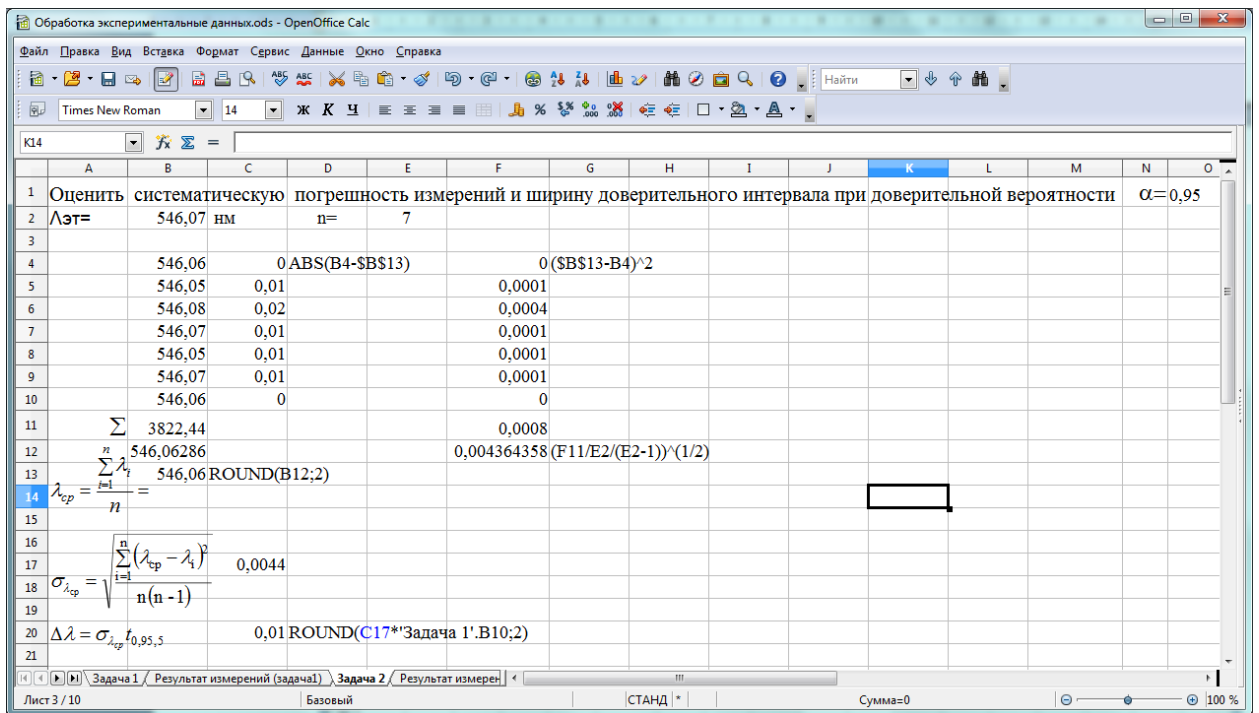 Обработка экспериментальные данных.ods - OpenOffice Calc
Файл Правка Вид Вставка Формат Сервис Данные Окно Справка
Найти
Times New Roman 14 Ж К Ч
K14 fx Σ =
A B C D E F G H I J K L M N O
1 Оценить систематическую погрешность измерений и ширину доверительного интервала при доверительной вероятности α= 0,95
2 Λэт= 546,07 нм n= 7
3
4 546,06 0 ABS(B4-$B$13) 0 ($B$13-B4)^2
5 546,05 0,01 0,0001
6 546,08 0,02 0,0004
7 546,07 0,01 0,0001
8 546,05 0,01 0,0001
9 546,07 0,01 0,0001
10 546,06 0 0
11 Σ 3822,44 0,0008
12 546,06286 0,004364358 (F11/E2/(E2-1))^(1/2)
13 546,06 ROUND(B12;2)
14 λср = Σ i=1 n λi / n =
15
16
17 0,0044
18 σλср = √ Σ i=1 n (λср − λi)² / n(n -1)
19
20 Δλ = σλср t0,95,5 0,01 ROUND(C17*'Задача 1'.B10;2)
21
Задача 1 Результат измерений (задача1) Задача 2 Результат измерен
Лист 3 / 10 Базовый СТАНД * Сумма=0 100 %